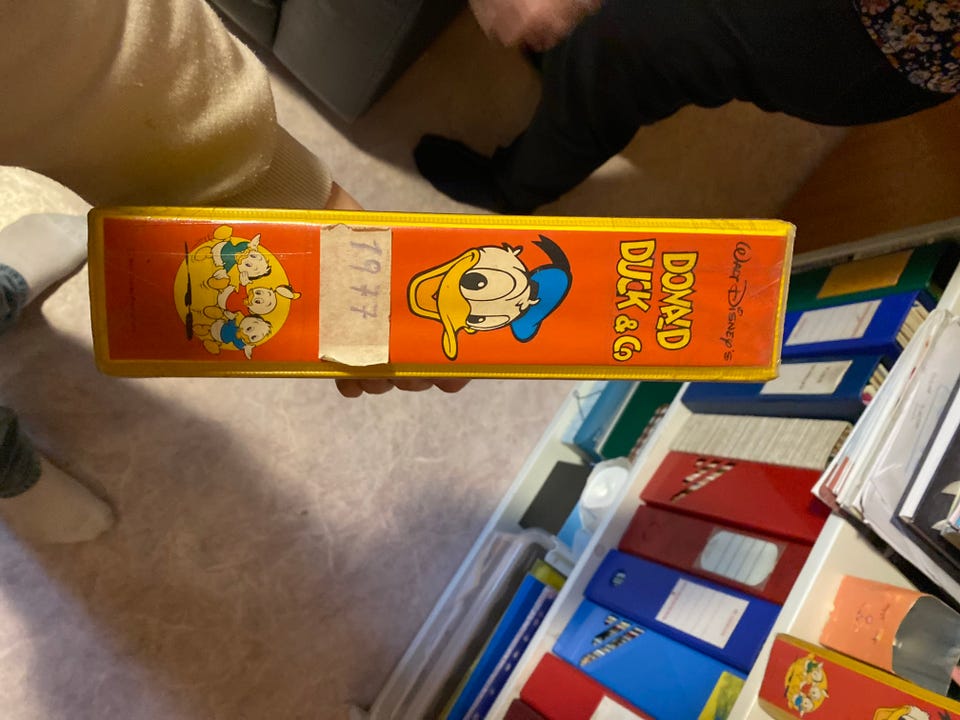 Walt Disney's
DONALD
DUCK & Co
1977